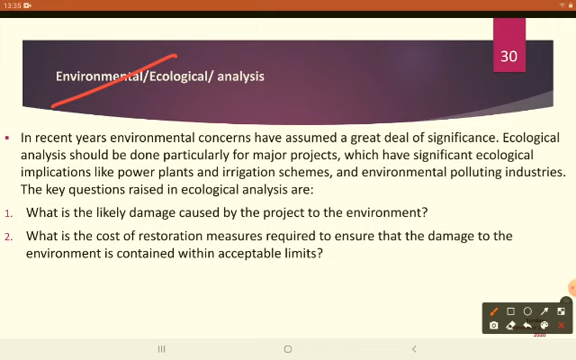 13:35
30
Environmental/Ecological/ analysis
▪ In recent years environmental concerns have assumed a great deal of significance. Ecological
analysis should be done particularly for major projects, which have significant ecological
implications like power plants and irrigation schemes, and environmental polluting industries.
The key questions raised in ecological analysis are:
1. What is the likely damage caused by the project to the environment?
2. What is the cost of restoration measures required to ensure that the damage to the
environment is contained within acceptable limits?
2020